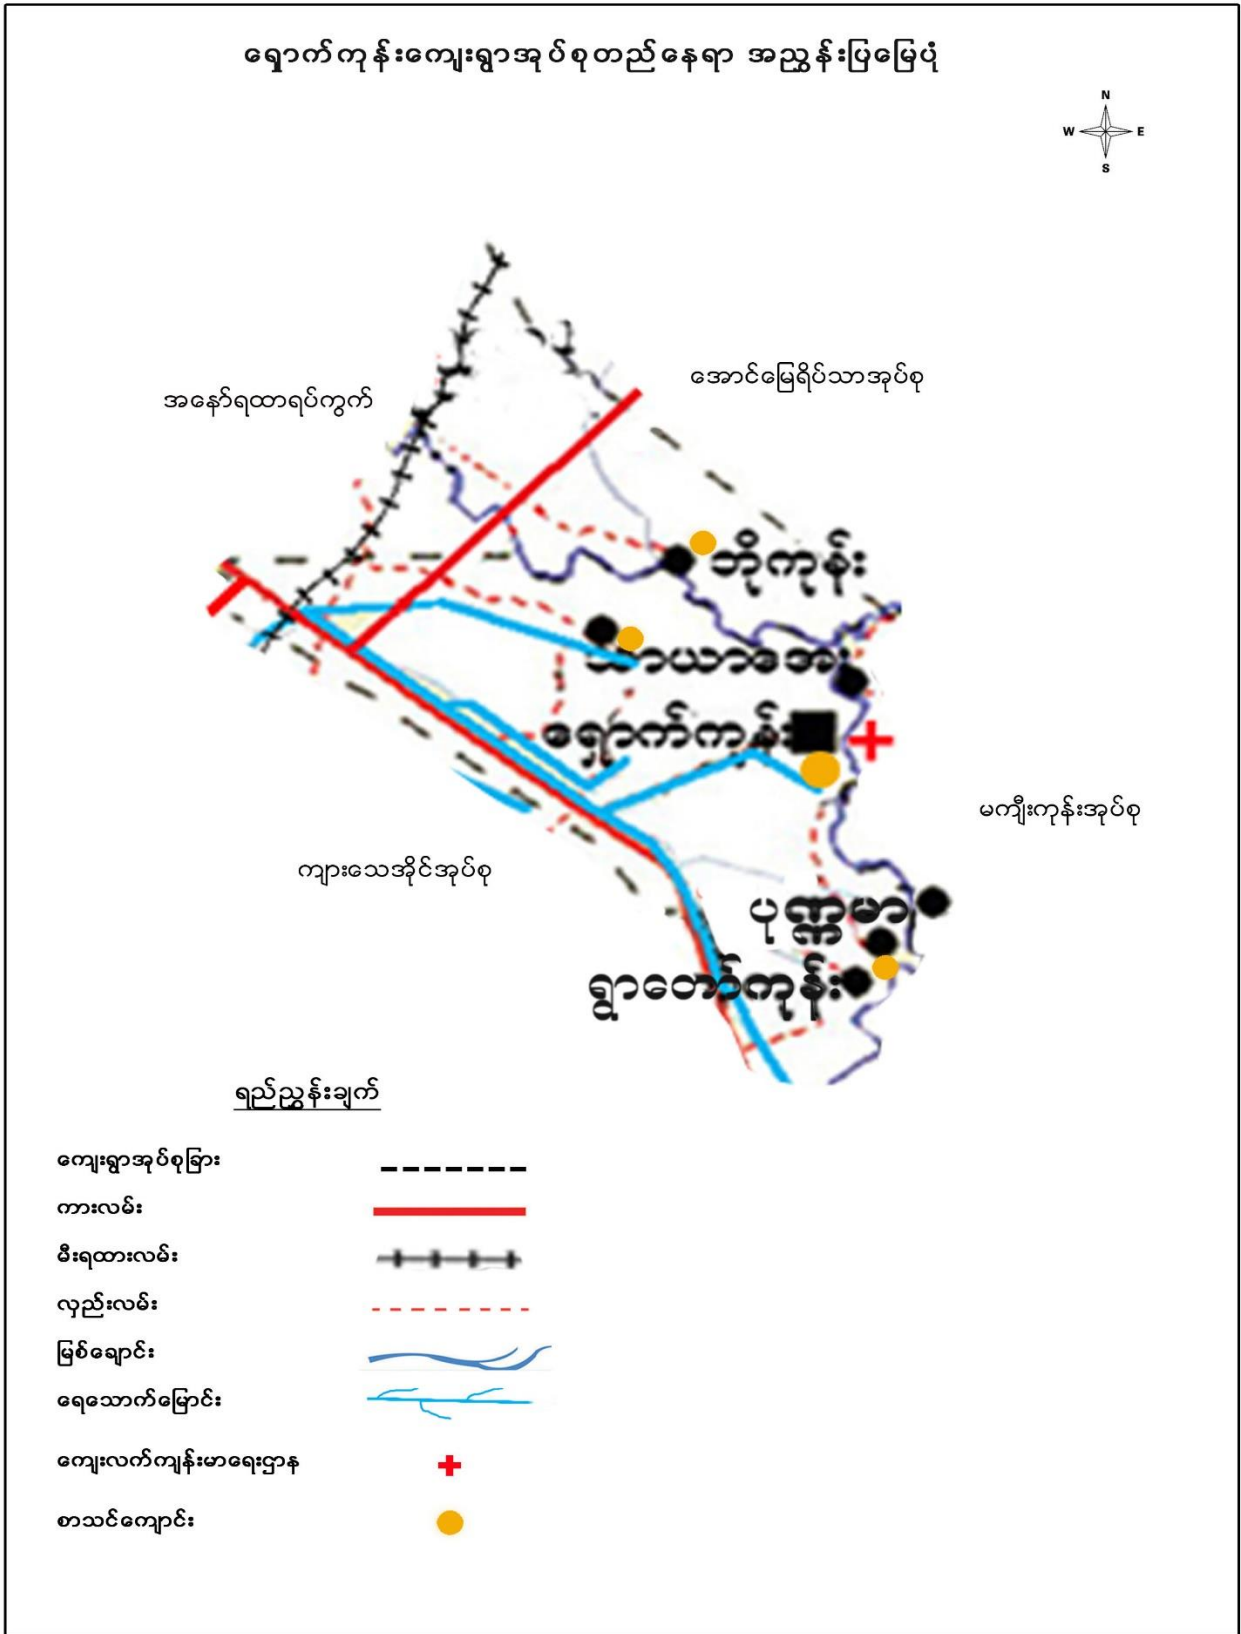 ရှောက်ကုန်းကျေးရွာအုပ်စုတည်နေရာ အညွှန်းပြမြေပုံ
N
W E
S
အောင်မြေရိပ်သာအုပ်စု
အနော်ရထာရပ်ကွက်
ဘိုကုန်း
သာယာအေး
ရှောက်ကုန်း
မကျီးကုန်းအုပ်စု
ကျားသေအိုင်အုပ်စု
ပုဏ္ဏမာ
ရွာတော်ကုန်း
ရည်ညွှန်းချက်
ကျေးရွာအုပ်စုခြား
ကားလမ်း
မီးရထားလမ်း
လှည်းလမ်း
မြစ်ချောင်း
ရေသောက်မြောင်း
ကျေးလက်ကျန်းမာရေးဌာန
စာသင်ကျောင်း